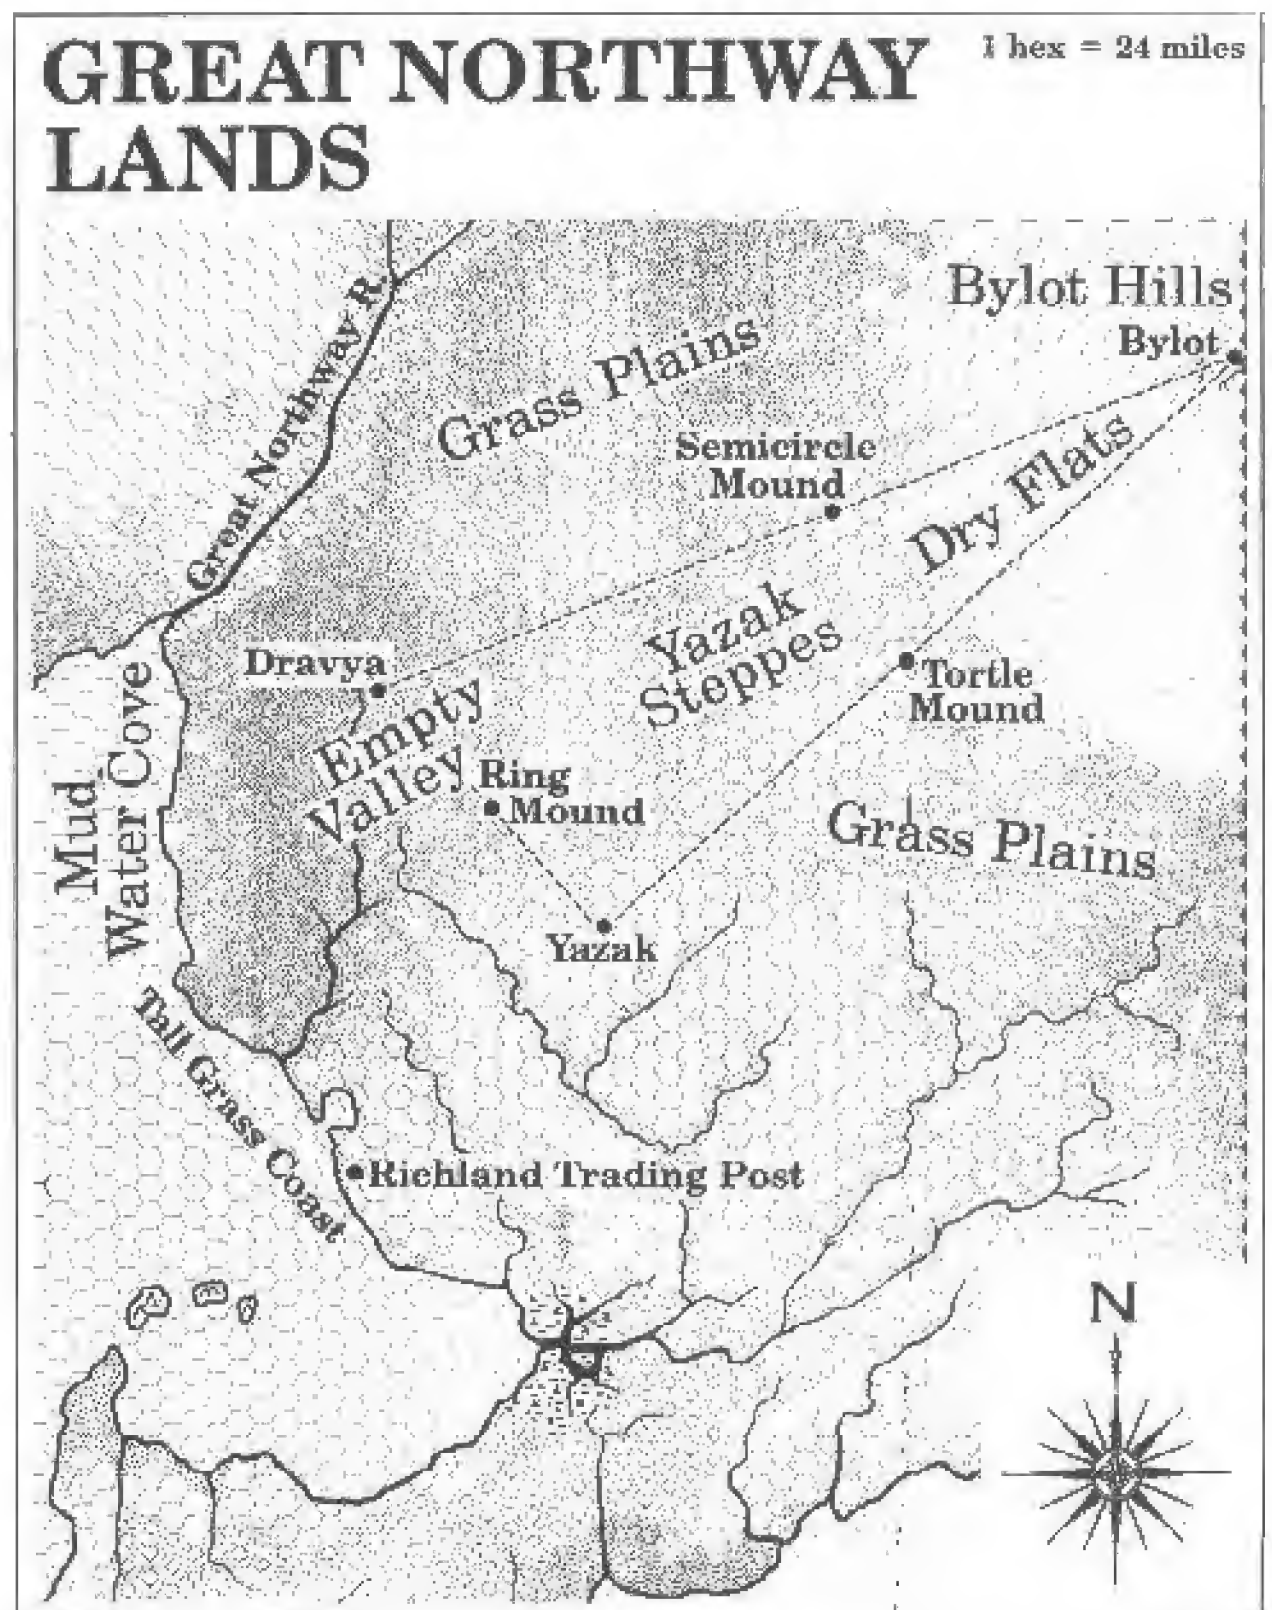 GREAT NORTHWAY
LANDS
1 hex = 24 miles
Great Northway R.
Bylot Hills
Bylot
Grass Plains
Semicircle
Mound
Dry Flats
Yazak
Steppes
Dravya
Empty
Valley
Tortle
Mound
Ring
Mound
Mud
Water Cove
Grass Plains
Yazak
Tall Grass Coast
Richland Trading Post
N